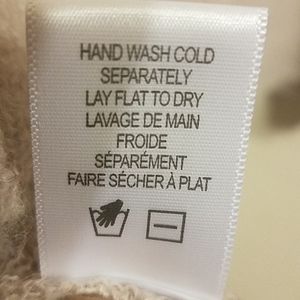 HAND WASH COLD
SEPARATELY
LAY FLAT TO DRY
LAVAGE DE MAIN
FROIDE
SÉPARÉMENT
FAIRE SÉCHER À PLAT